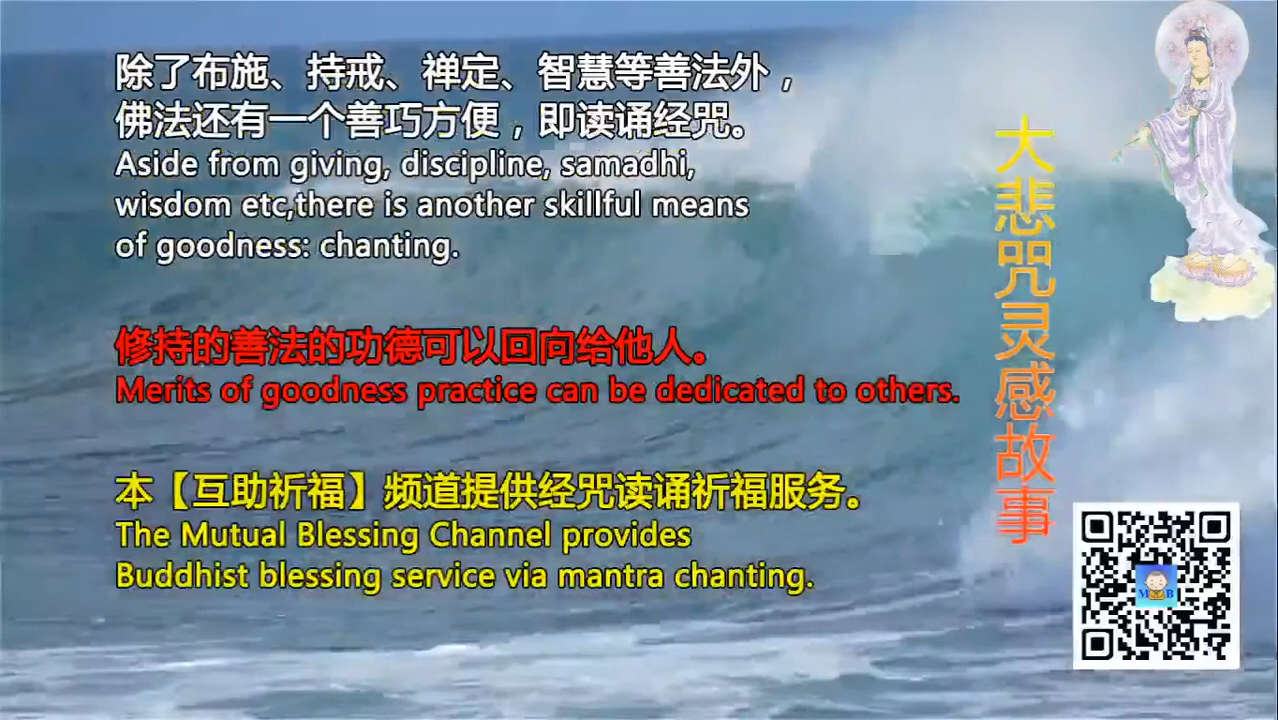 除了布施、持戒、禅定、智慧等善法外，
佛法还有一个善巧方便，即读诵经咒。
Aside from giving, discipline, samadhi,
wisdom etc,there is another skillful means
of goodness: chanting.
修持的善法的功德可以回向给他人。
Merits of goodness practice can be dedicated to others.
本【互助祈福】频道提供经咒读诵祈福服务。
The Mutual Blessing Channel provides
Buddhist blessing service via mantra chanting.
大悲咒灵感故事
M B